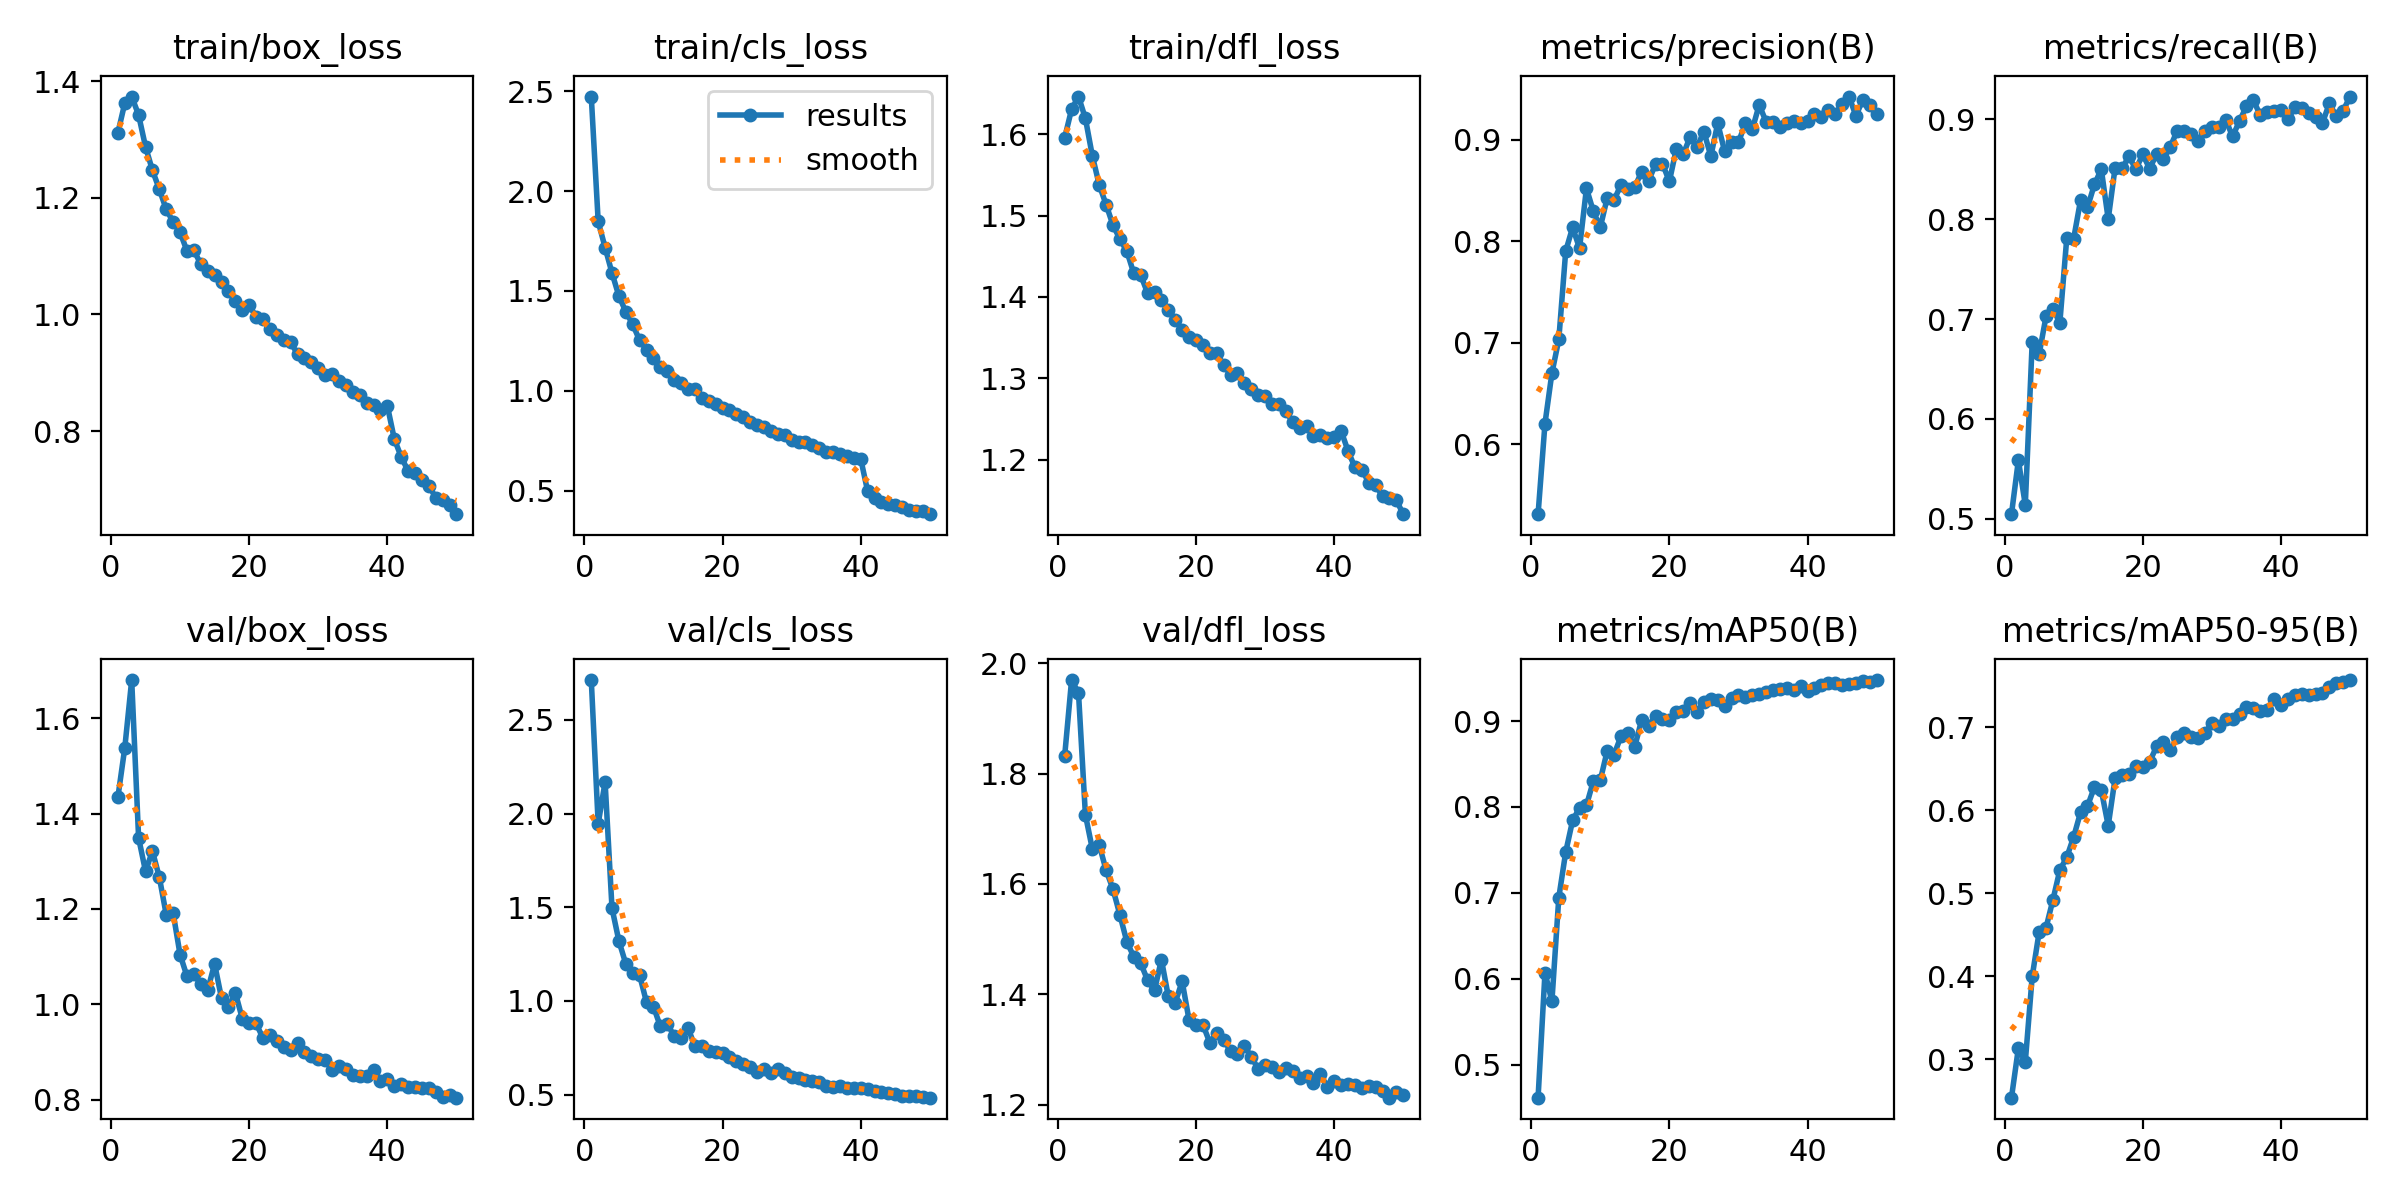 train/box_loss
1.4
1.2
1.0
0.8
0 20 40
train/cls_loss
results
smooth
2.5
2.0
1.5
1.0
0.5
0 20 40
train/dfl_loss
1.6
1.5
1.4
1.3
1.2
0 20 40
metrics/precision(B)
0.9
0.8
0.7
0.6
0 20 40
metrics/recall(B)
0.9
0.8
0.7
0.6
0.5
0 20 40
val/box_loss
1.6
1.4
1.2
1.0
0.8
0 20 40
val/cls_loss
2.5
2.0
1.5
1.0
0.5
0 20 40
val/dfl_loss
2.0
1.8
1.6
1.4
1.2
0 20 40
metrics/mAP50(B)
0.9
0.8
0.7
0.6
0.5
0 20 40
metrics/mAP50-95(B)
0.7
0.6
0.5
0.4
0.3
0 20 40